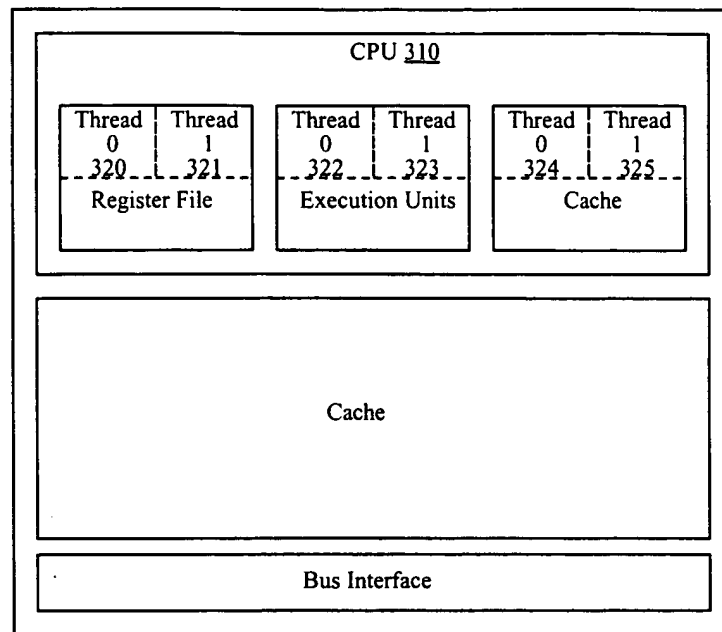 CPU 310
Thread Thread Thread Thread Thread Thread
0 1 0 1 0 1
320 321 322 323 324 325
Register File Execution Units Cache
Cache
Bus Interface